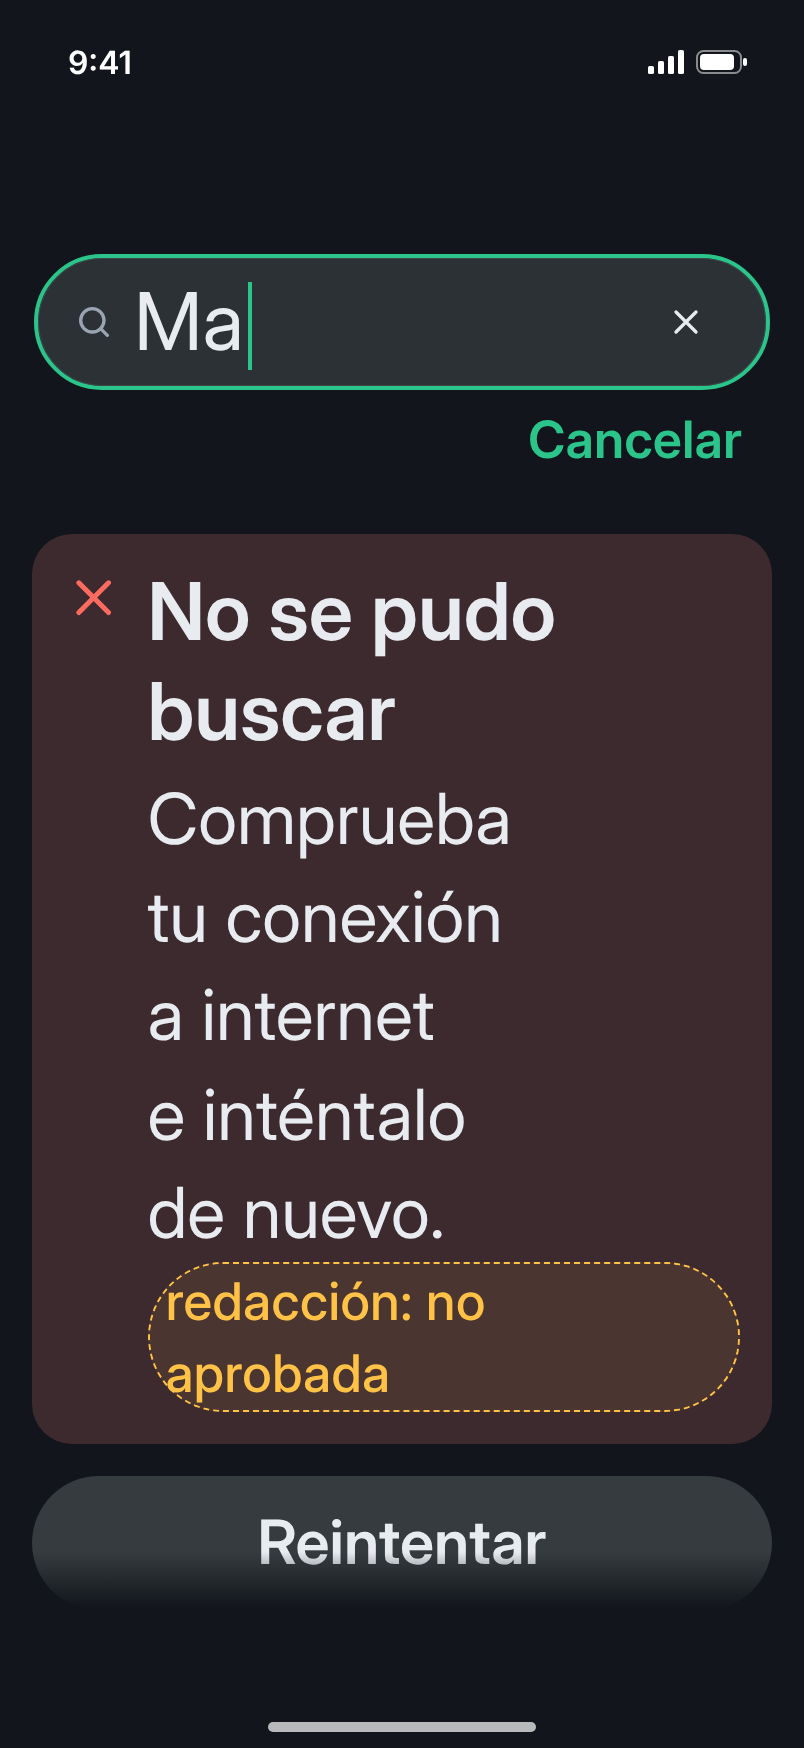 9:41
Ma
Cancelar
No se pudo
buscar
Comprueba
tu conexión
a internet
e inténtalo
de nuevo.
redacción: no
aprobada
Reintentar